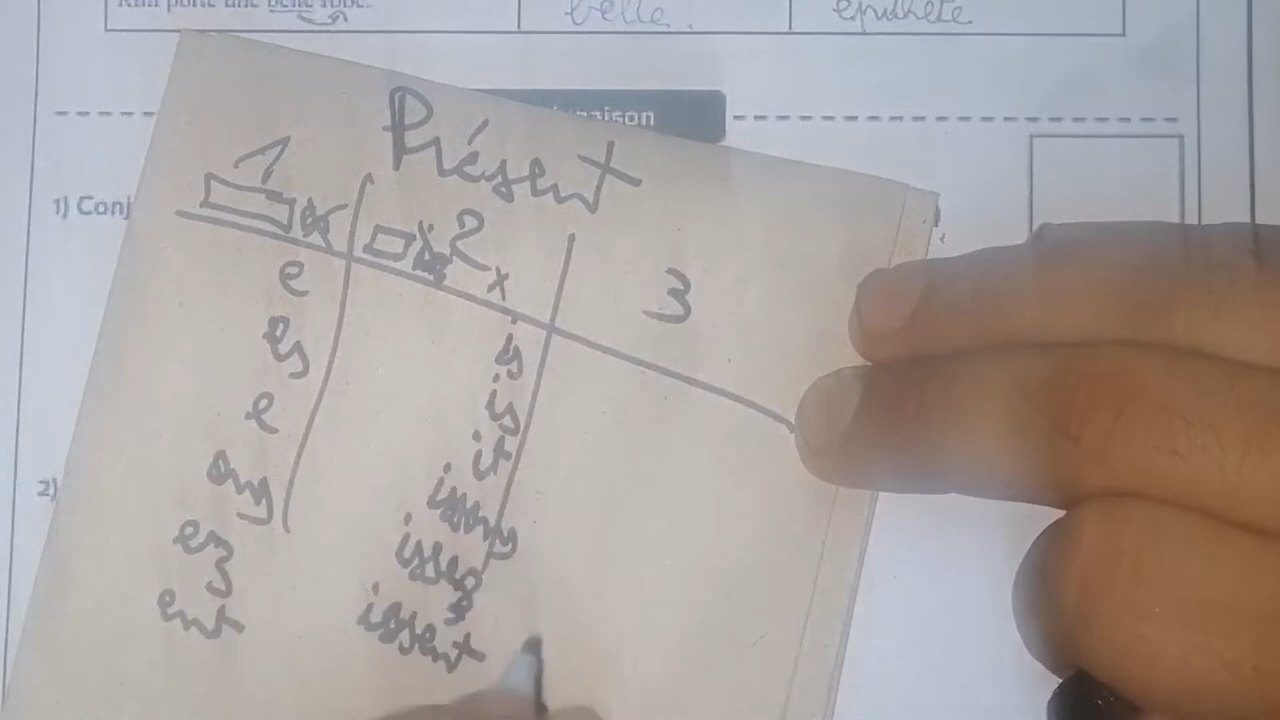 belle. épithète
Présent
1 2 3
e is
es is
e it
ons issons
ez issez
ent issent
1) Conj
2)